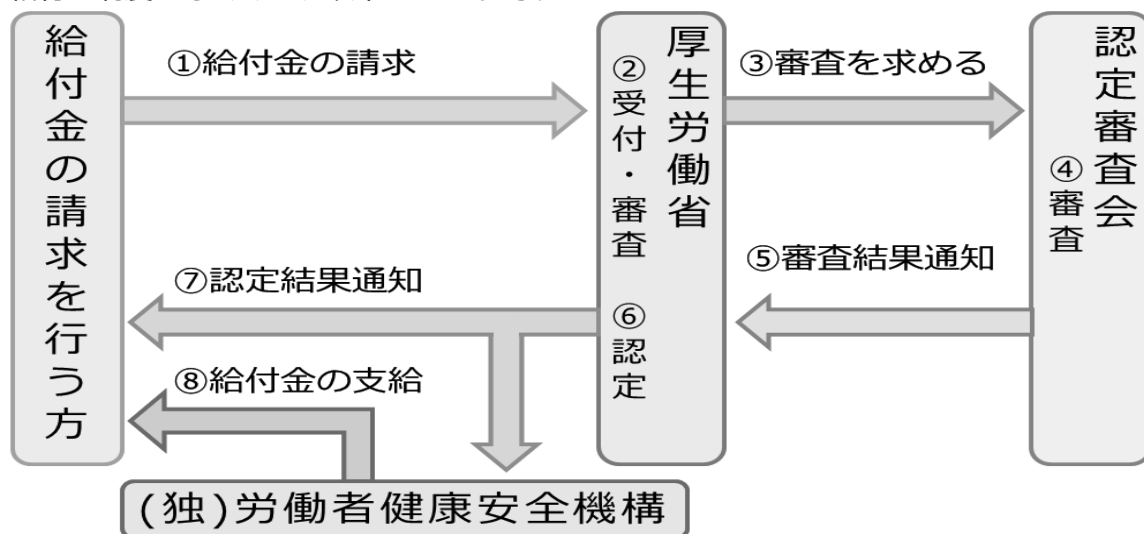 給付金の請求を行う方
①給付金の請求
厚生労働省
②受付・審査
③審査を求める
認定審査会
④審査
⑤審査結果通知
⑥認定
⑦認定結果通知
⑧給付金の支給
(独)労働者健康安全機構